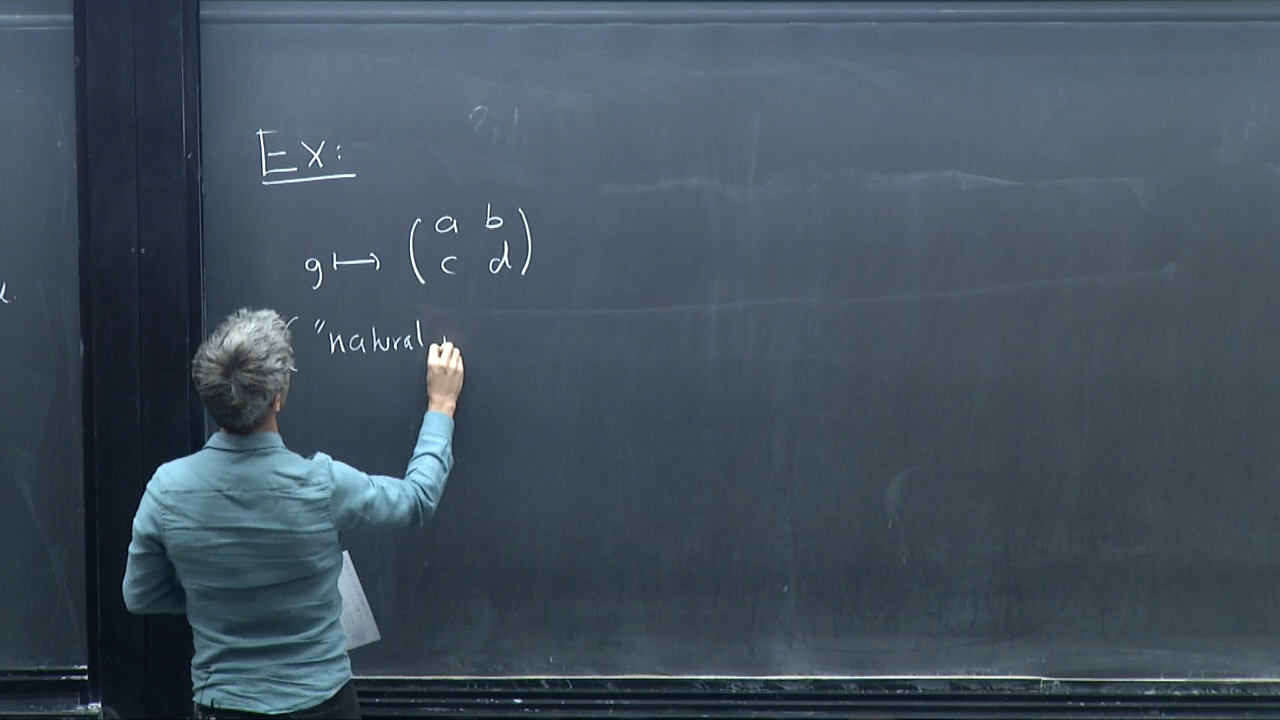 Ex:
g ⟼ ( a b
c d )
( "natural